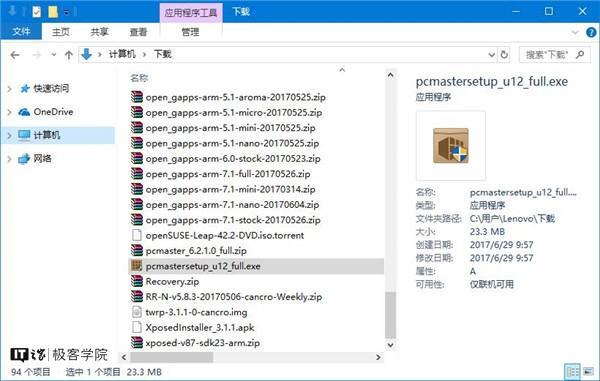 应用程序工具
下载
文件
主页
共享
查看
管理
计算机 › 下载
搜索"下载"
快速访问
OneDrive
计算机
网络
名称
open_gapps-arm-5.1-aroma-20170525.zip
open_gapps-arm-5.1-micro-20170525.zip
open_gapps-arm-5.1-mini-20170525.zip
open_gapps-arm-5.1-nano-20170525.zip
open_gapps-arm-6.0-stock-20170523.zip
open_gapps-arm-7.1-full-20170526.zip
open_gapps-arm-7.1-mini-20170314.zip
open_gapps-arm-7.1-nano-20170604.zip
open_gapps-arm-7.1-stock-20170526.zip
openSUSE-Leap-42.2-DVD.iso.torrent
pcmaster_6.2.1.0_full.zip
pcmastersetup_u12_full.exe
Recovery.zip
RR-N-v5.8.3-20170506-cancro-Weekly.zip
twrp-3.1.1-0-cancro.img
XposedInstaller_3.1.1.apk
xposed-v87-sdk23-arm.zip
pcmastersetup_u12_full.exe
应用程序
名称: pcmastersetup_u12_full....
类型: 应用程序
文件夹路径: C:\用户\Lenovo\下载
大小: 23.3 MB
创建日期: 2017/6/29 9:57
修改日期: 2017/6/29 9:57
属性: A
可用性: 仅联机可用
极客学院
94 个项目 选中 1 个项目 23.3 MB